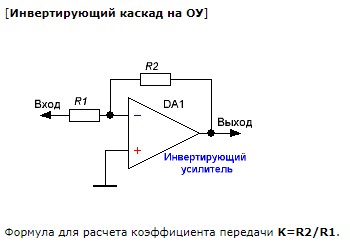 [Инвертирующий каскад на ОУ]
R2
Вход
R1
DA1
Выход
−
+
Инвертирующий
усилитель
Формула для расчета коэффициента передачи K=R2/R1.